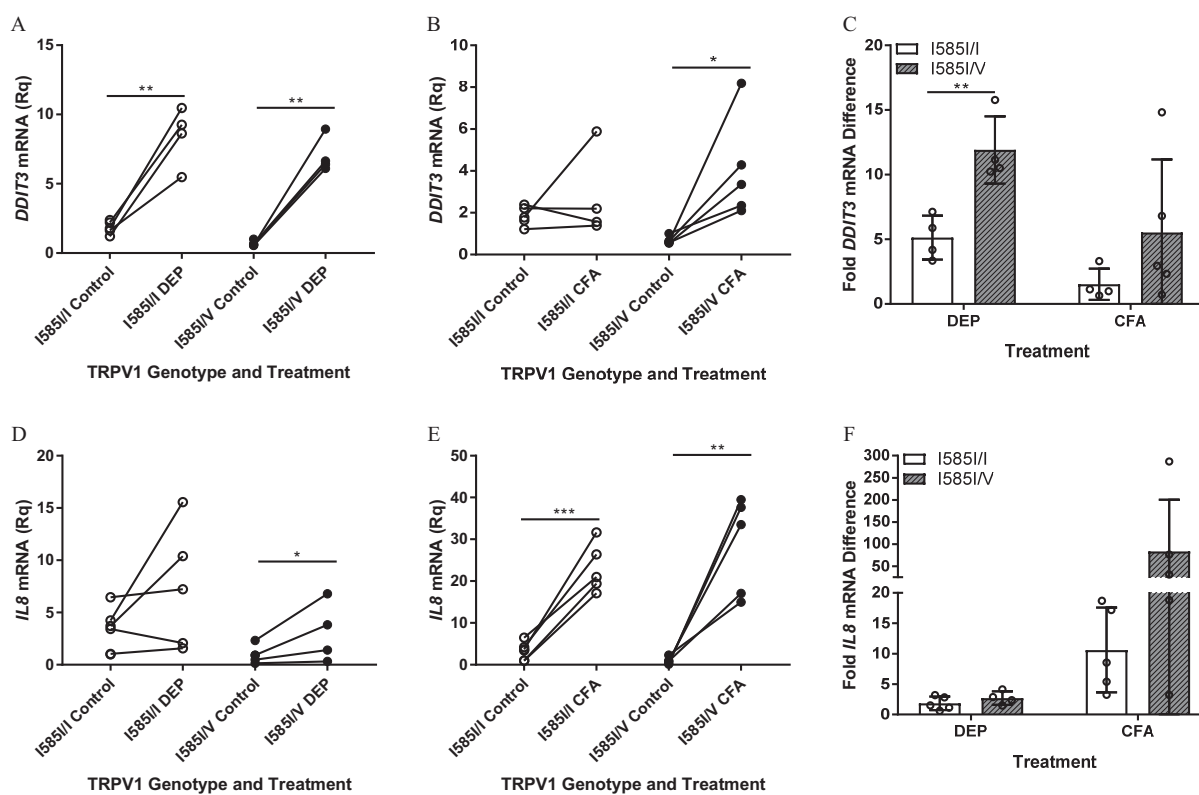 A
DDIT3 mRNA (Rq)
15
10
5
0
**
**
I585I/I Control
I585I/I DEP
I585I/V Control
I585I/V DEP
TRPV1 Genotype and Treatment
B
DDIT3 mRNA (Rq)
10
8
6
4
2
0
*
I585I/I Control
I585I/I CFA
I585I/V Control
I585I/V CFA
TRPV1 Genotype and Treatment
C
Fold DDIT3 mRNA Difference
20
15
10
5
0
I585I/I
I585I/V
**
DEP
CFA
Treatment
D
IL8 mRNA (Rq)
20
15
10
5
0
*
I585I/I Control
I585I/I DEP
I585I/V Control
I585I/V DEP
TRPV1 Genotype and Treatment
E
IL8 mRNA (Rq)
50
40
30
20
10
0
***
**
I585I/I Control
I585I/I CFA
I585I/V Control
I585I/V CFA
TRPV1 Genotype and Treatment
F
Fold IL8 mRNA Difference
300
250
200
150
100
50
20
15
10
5
0
I585I/I
I585I/V
DEP
CFA
Treatment